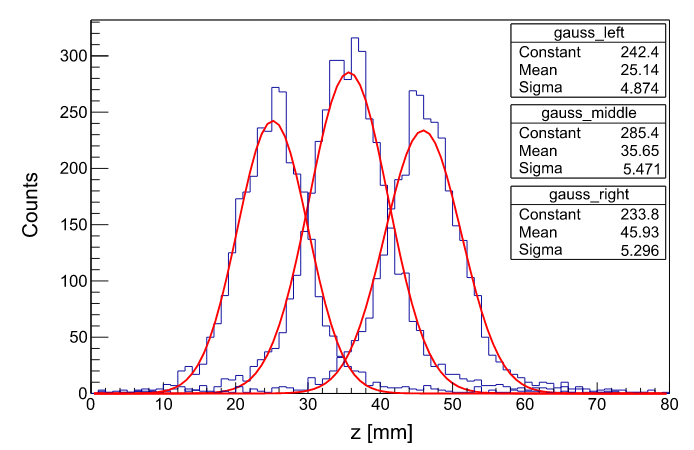 gauss_left
Constant 242.4
Mean 25.14
Sigma 4.874
gauss_middle
Constant 285.4
Mean 35.65
Sigma 5.471
gauss_right
Constant 233.8
Mean 45.93
Sigma 5.296
Counts
300
250
200
150
100
50
0
0 10 20 30 40 50 60 70 80
z [mm]